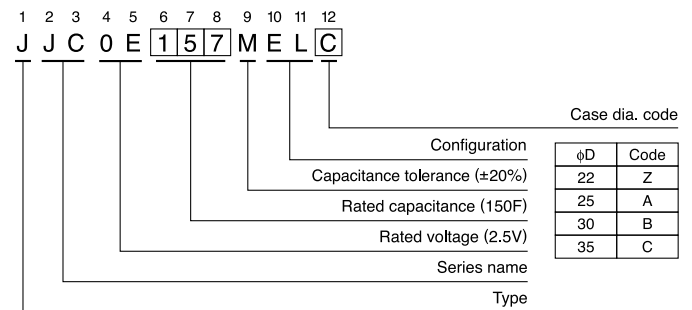 1 2 3 4 5 6 7 8 9 10 11 12
J J C 0 E 1 5 7 M E L C
Case dia. code
Configuration
Capacitance tolerance (±20%)
Rated capacitance (150F)
Rated voltage (2.5V)
Series name
Type
φD Code
22 Z
25 A
30 B
35 C